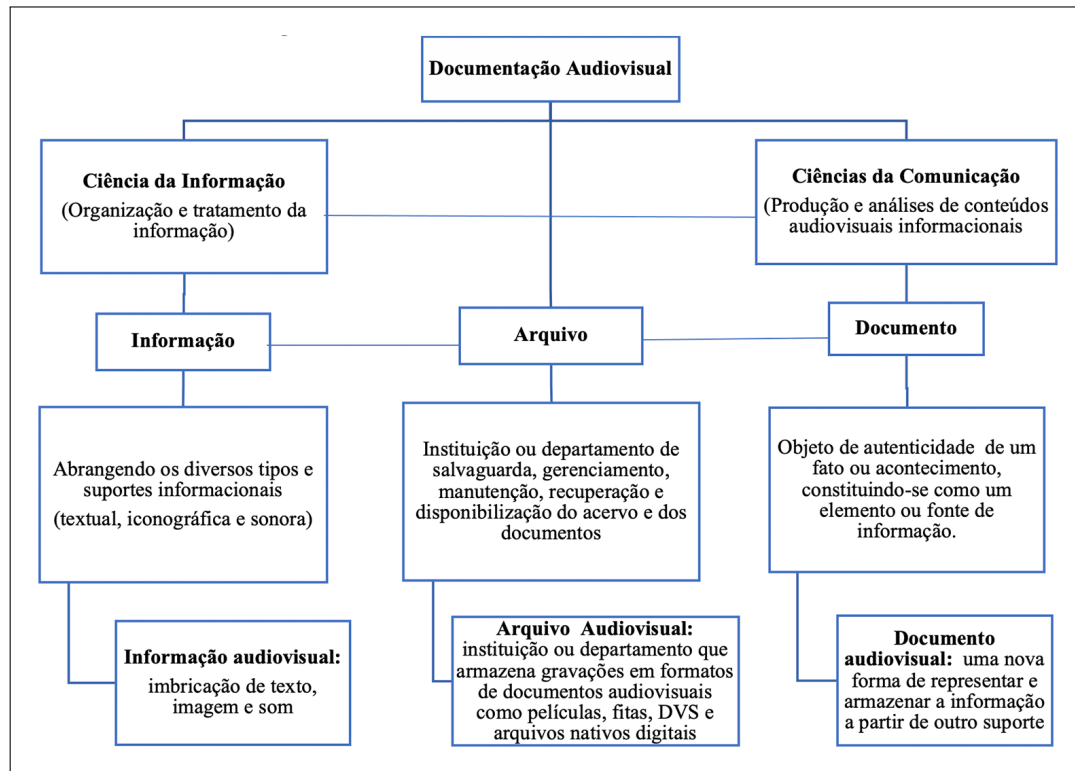 Documentação Audiovisual
Ciência da Informação
(Organização e tratamento da
informação)
Ciências da Comunicação
(Produção e análises de conteúdos
audiovisuais informacionais
Informação
Arquivo
Documento
Abrangendo os diversos tipos e
suportes informacionais
(textual, iconográfica e sonora)
Instituição ou departamento de
salvaguarda, gerenciamento,
manutenção, recuperação e
disponibilização do acervo e dos
documentos
Objeto de autenticidade de um
fato ou acontecimento,
constituindo-se como um
elemento ou fonte de
informação.
Informação audiovisual:
imbricação de texto,
imagem e som
Arquivo Audiovisual:
instituição ou departamento que
armazena gravações em formatos
de documentos audiovisuais
como películas, fitas, DVS e
arquivos nativos digitais
Documento
audiovisual: uma nova
forma de representar e
armazenar a informação
a partir de outro suporte